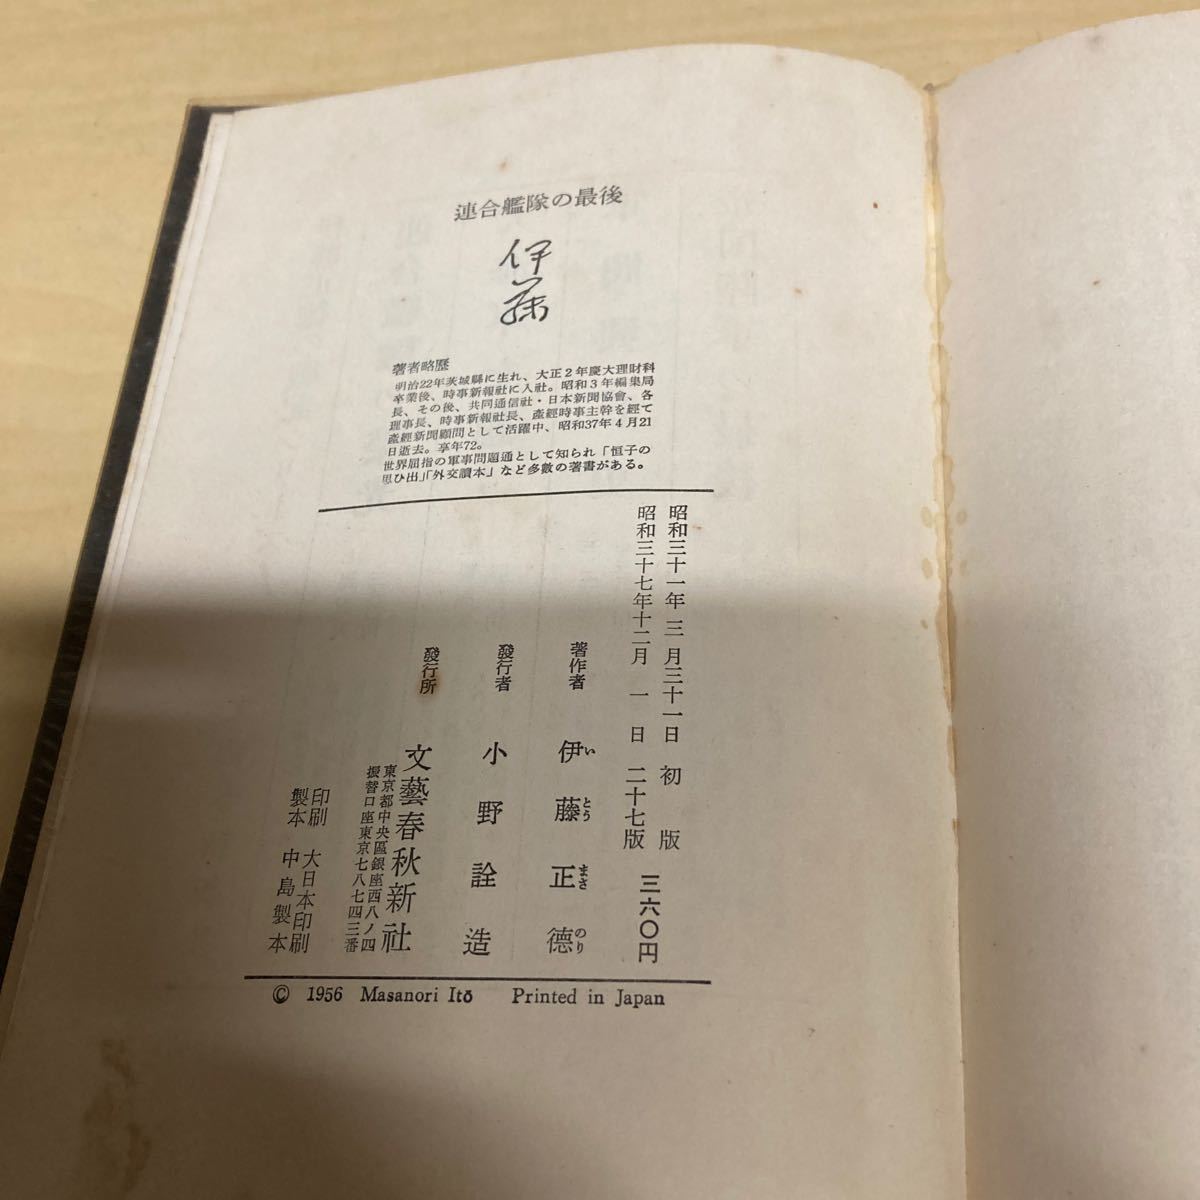 連合艦隊の最後
伊藤
著者略歴
明治22年茨城縣に生れ、大正2年慶大理財科
卒業後、時事新報社に入社。昭和3年編集局
長、その後、共同通信社・日本新聞協會、各
理事長、時事新報社長、産經時事主幹を經て
産經新聞顧問として活躍中、昭和37年4月21
日逝去。享年72。
世界屈指の軍事問題通として知られ「恒子の
思ひ出」「外交讀本」など多數の著書がある。
昭和三十一年三月三十一日 初版
昭和三十七年十二月一日 二十七版
三六〇円
著作者 伊藤正德
いとうまさのり
發行者 小野詮造
發行所 文藝春秋新社
東京都中央區銀座西八ノ四
振替口座東京七八七四三番
印刷 大日本印刷
製本 中島製本
© 1956 Masanori Itō Printed in Japan